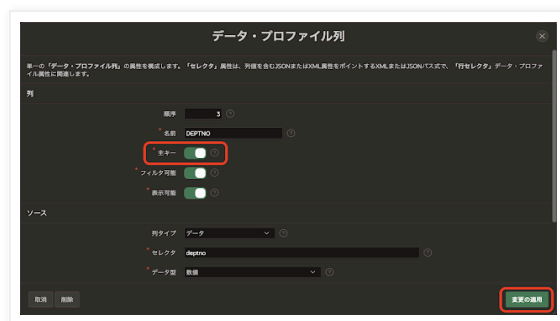 データ・プロファイル列
単一の「データ・プロファイル列」の属性を構成します。「セレクタ」属性は、列値を含むJSONまたはXML属性をポイントするXMLまたはJSONパス式で、「行セレクタ」データ・プロファイル属性に関連します。
列
順序 3
* 名前 DEPTNO
* 主キー
* フィルタ可能
* 表示可能
ソース
列タイプ データ
* セレクタ deptno
* データ型 数値
取消 削除 変更の適用